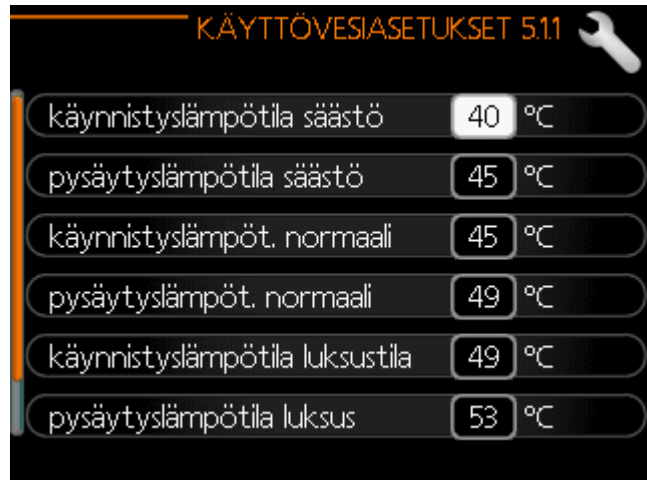 KÄYTTÖVESIASETUKSET 5.1.1
käynnistyslämpötila säästö 40 °C
pysäytyslämpötila säästö 45 °C
käynnistyslämpöt. normaali 45 °C
pysäytyslämpöt. normaali 49 °C
käynnistyslämpötila luksustila 49 °C
pysäytyslämpötila luksus 53 °C